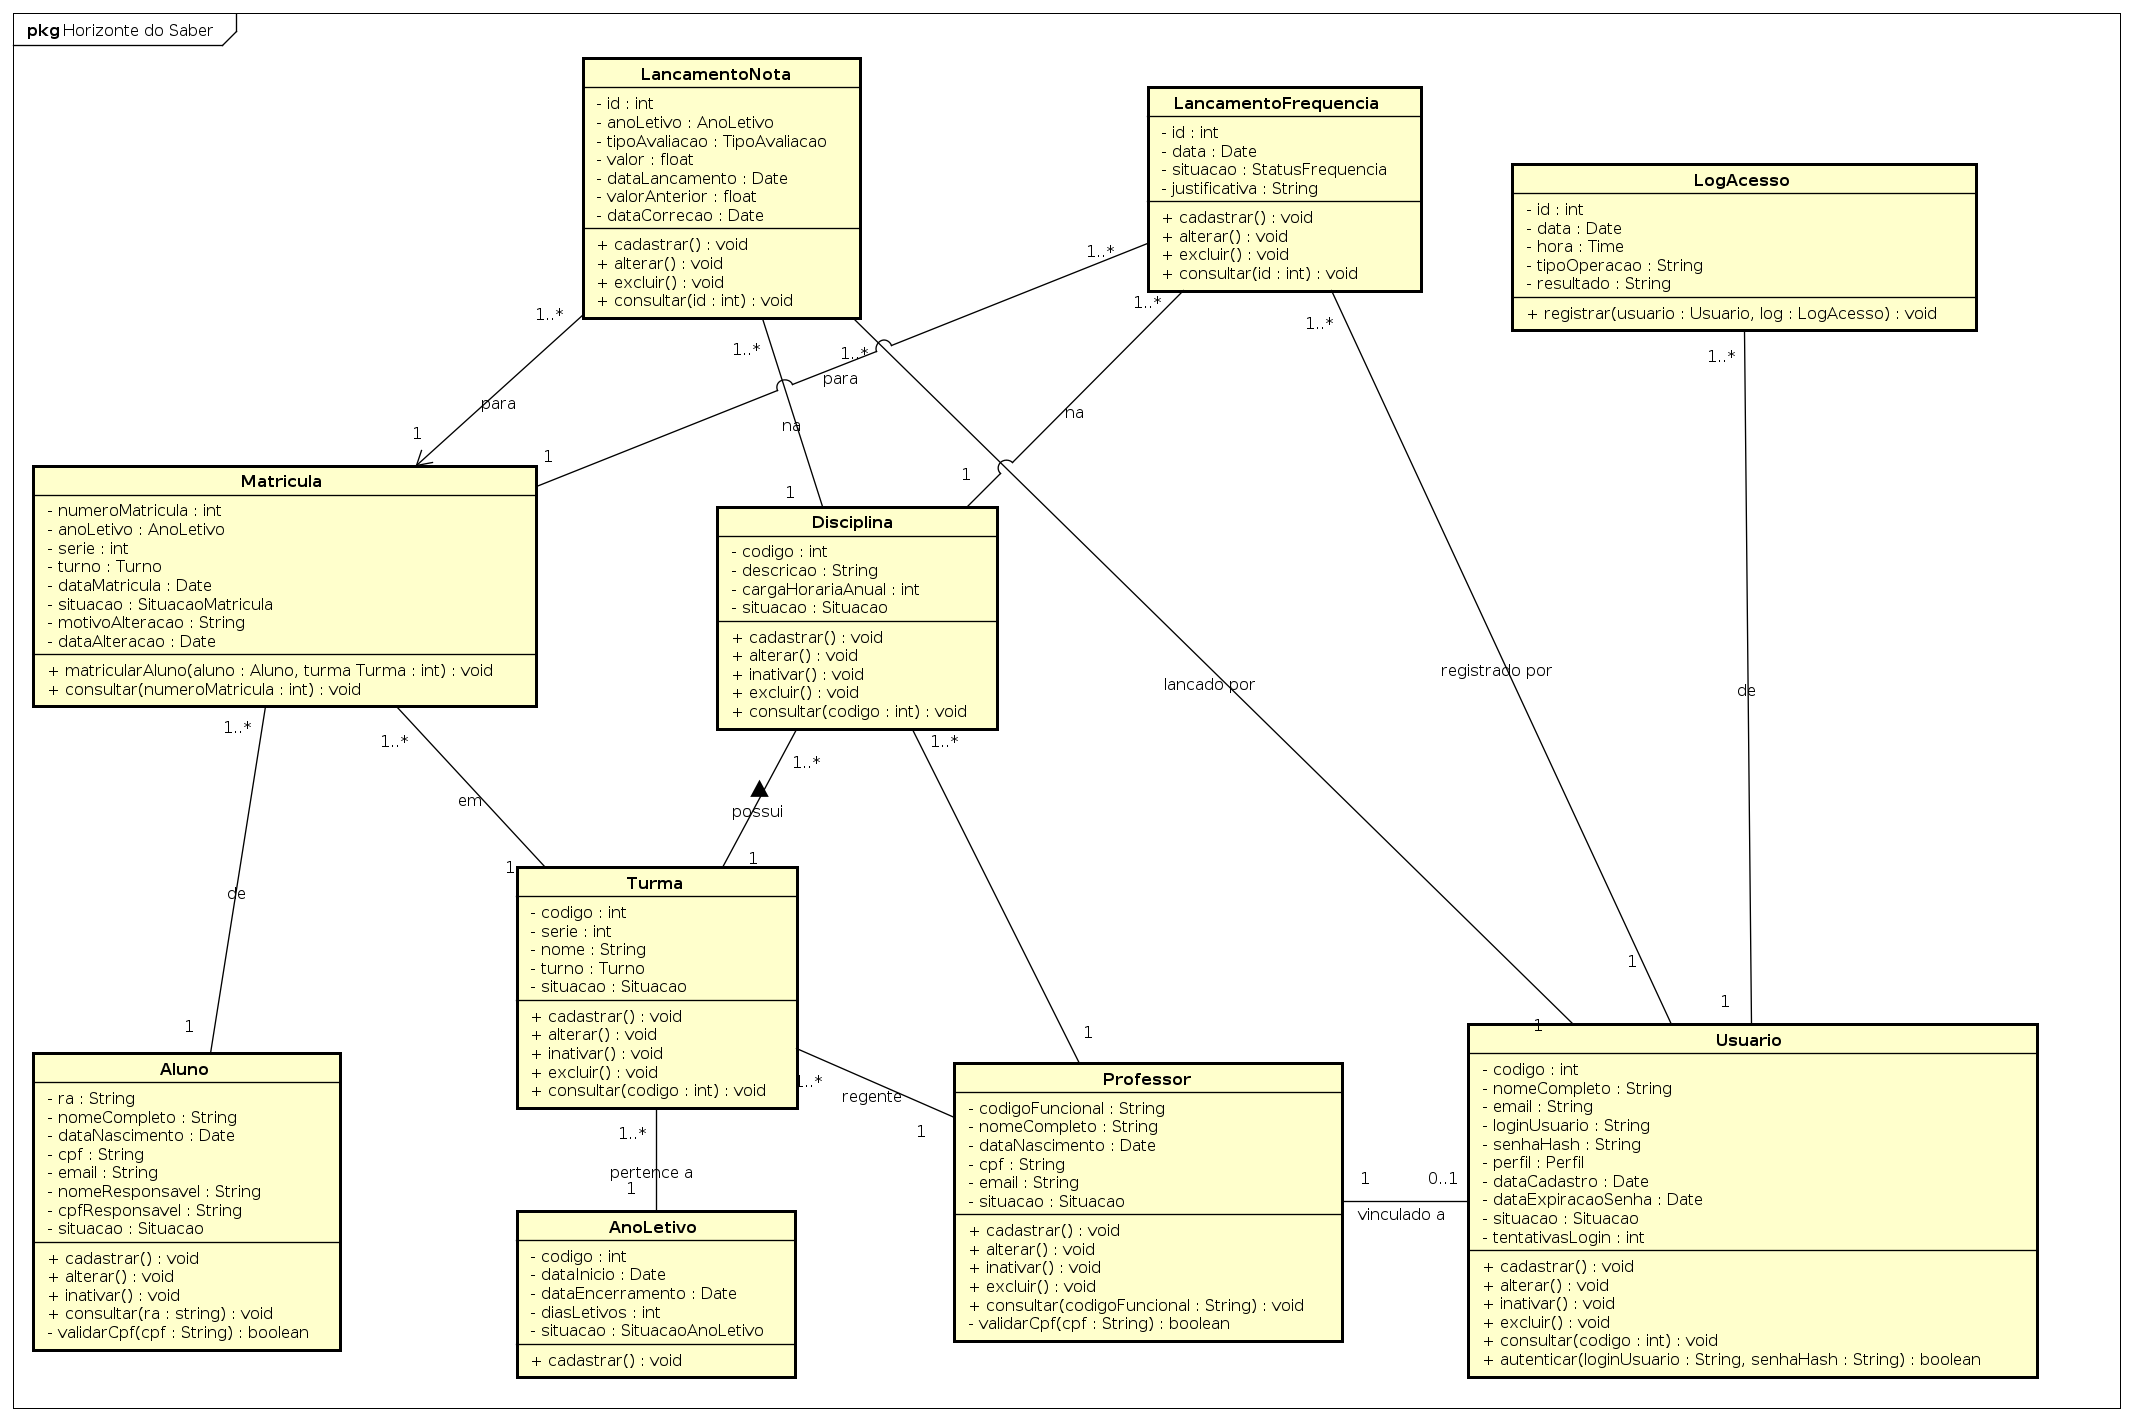 pkg Horizonte do Saber
LancamentoNota
- id : int
- anoLetivo : AnoLetivo
- tipoAvaliacao : TipoAvaliacao
- valor : float
- dataLancamento : Date
- valorAnterior : float
- dataCorrecao : Date
+ cadastrar() : void
+ alterar() : void
+ excluir() : void
+ consultar(id : int) : void
LancamentoFrequencia
- id : int
- data : Date
- situacao : StatusFrequencia
- justificativa : String
+ cadastrar() : void
+ alterar() : void
+ excluir() : void
+ consultar(id : int) : void
LogAcesso
- id : int
- data : Date
- hora : Time
- tipoOperacao : String
- resultado : String
+ registrar(usuario : Usuario, log : LogAcesso) : void
1..*
para
1
1..*
para
1
1..*
na
1
1..*
na
1
1..*
lancado por
1
1..*
registrado por
1
1..*
de
1
Matricula
- numeroMatricula : int
- anoLetivo : AnoLetivo
- serie : int
- turno : Turno
- dataMatricula : Date
- situacao : SituacaoMatricula
- motivoAlteracao : String
- dataAlteracao : Date
+ matricularAluno(aluno : Aluno, turma Turma : int) : void
+ consultar(numeroMatricula : int) : void
Disciplina
- codigo : int
- descricao : String
- cargaHorariaAnual : int
- situacao : Situacao
+ cadastrar() : void
+ alterar() : void
+ inativar() : void
+ excluir() : void
+ consultar(codigo : int) : void
1..*
de
1
1..*
em
1
1..*
possui
1
1..*
1
Turma
- codigo : int
- serie : int
- nome : String
- turno : Turno
- situacao : Situacao
+ cadastrar() : void
+ alterar() : void
+ inativar() : void
+ excluir() : void
+ consultar(codigo : int) : void
1..*
regente
1
1..*
pertence a
1
Aluno
- ra : String
- nomeCompleto : String
- dataNascimento : Date
- cpf : String
- email : String
- nomeResponsavel : String
- cpfResponsavel : String
- situacao : Situacao
+ cadastrar() : void
+ alterar() : void
+ inativar() : void
+ consultar(ra : string) : void
- validarCpf(cpf : String) : boolean
AnoLetivo
- codigo : int
- dataInicio : Date
- dataEncerramento : Date
- diasLetivos : int
- situacao : SituacaoAnoLetivo
+ cadastrar() : void
Professor
- codigoFuncional : String
- nomeCompleto : String
- dataNascimento : Date
- cpf : String
- email : String
- situacao : Situacao
+ cadastrar() : void
+ alterar() : void
+ inativar() : void
+ excluir() : void
+ consultar(codigoFuncional : String) : void
- validarCpf(cpf : String) : boolean
1
0..1
vinculado a
Usuario
- codigo : int
- nomeCompleto : String
- email : String
- loginUsuario : String
- senhaHash : String
- perfil : Perfil
- dataCadastro : Date
- dataExpiracaoSenha : Date
- situacao : Situacao
- tentativasLogin : int
+ cadastrar() : void
+ alterar() : void
+ inativar() : void
+ excluir() : void
+ consultar(codigo : int) : void
+ autenticar(loginUsuario : String, senhaHash : String) : boolean